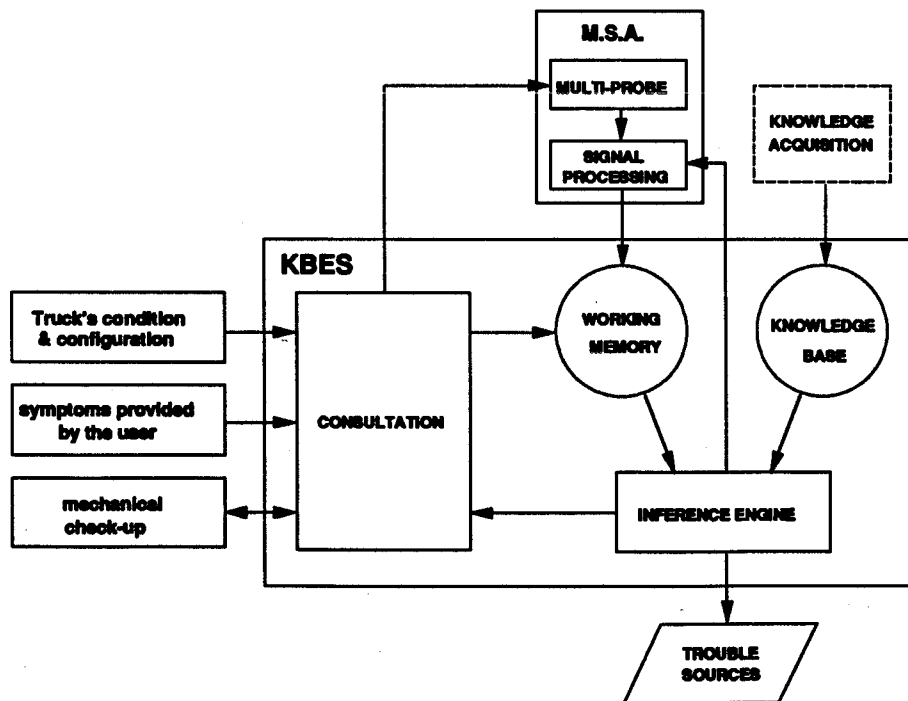 M.S.A.
MULTI-PROBE
SIGNAL
PROCESSING
KNOWLEDGE
ACQUISITION
KBES
Truck's condition
& configuration
symptoms provided
by the user
mechanical
check-up
CONSULTATION
WORKING
MEMORY
KNOWLEDGE
BASE
INFERENCE ENGINE
TROUBLE
SOURCES